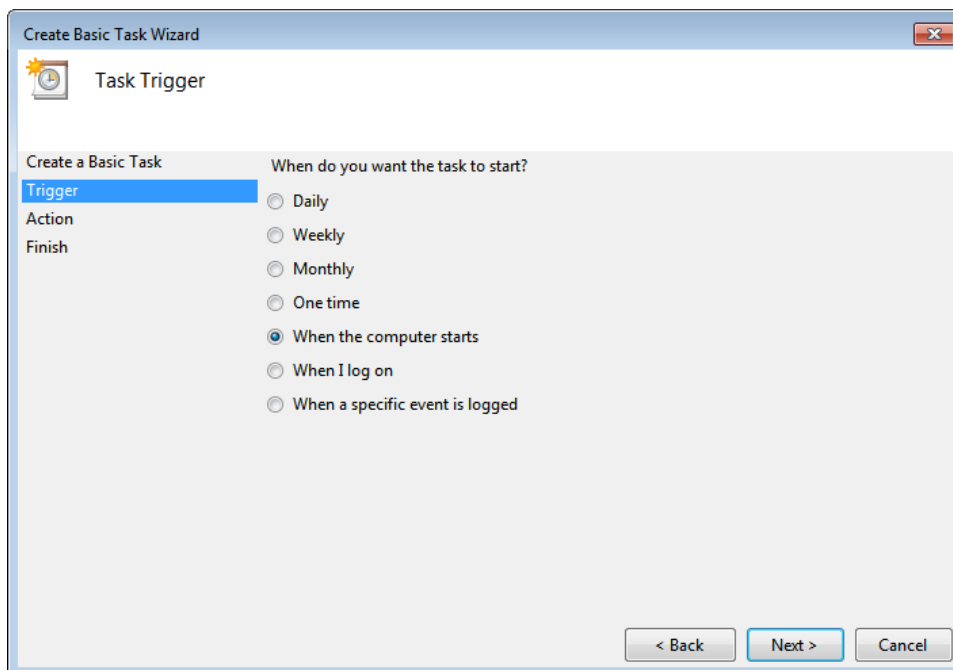 Create Basic Task Wizard
Task Trigger
Create a Basic Task
Trigger
Action
Finish
When do you want the task to start?
Daily
Weekly
Monthly
One time
When the computer starts
When I log on
When a specific event is logged
< Back
Next >
Cancel